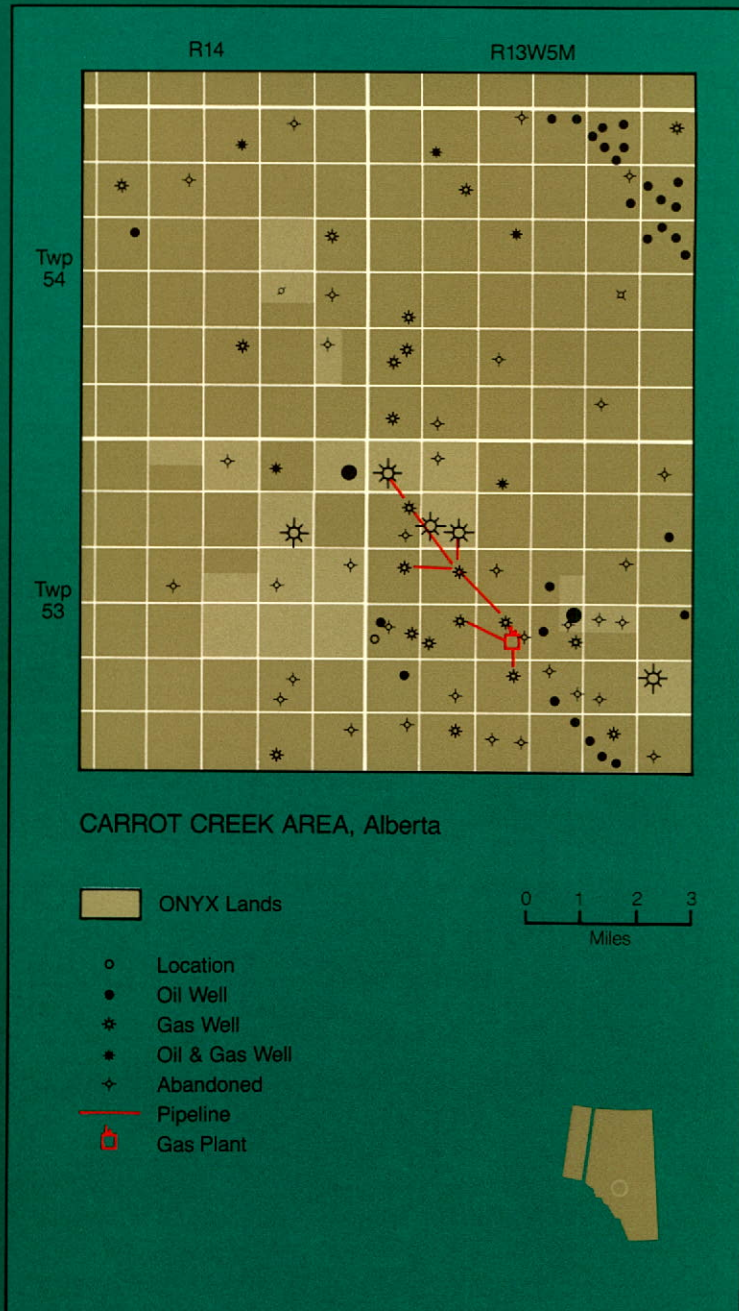 R14 R13W5M
Twp
54
Twp
53
CARROT CREEK AREA, Alberta
ONYX Lands
0 1 2 3
Miles
Location
Oil Well
Gas Well
Oil & Gas Well
Abandoned
Pipeline
Gas Plant